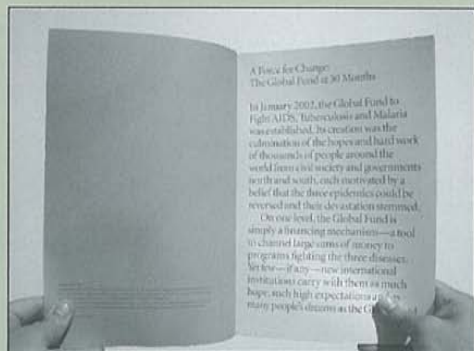 A Force for Change:
The Global Fund at 30 Months
In January 2002, the Global Fund to
Fight AIDS, Tuberculosis and Malaria
was established. Its creation was the
culmination of the hopes and hard work
of thousands of people around the
world from civil society and governments
north and south, each motivated by a
belief that the three epidemics could be
reversed and their devastation stemmed.
On one level, the Global Fund is
simply a financing mechanism—a tool
to channel large sums of money to
programs fighting the three diseases.
Yet few—if any—new international
institutions carry with them as much
hope, such high expectations
many people's dreams as the